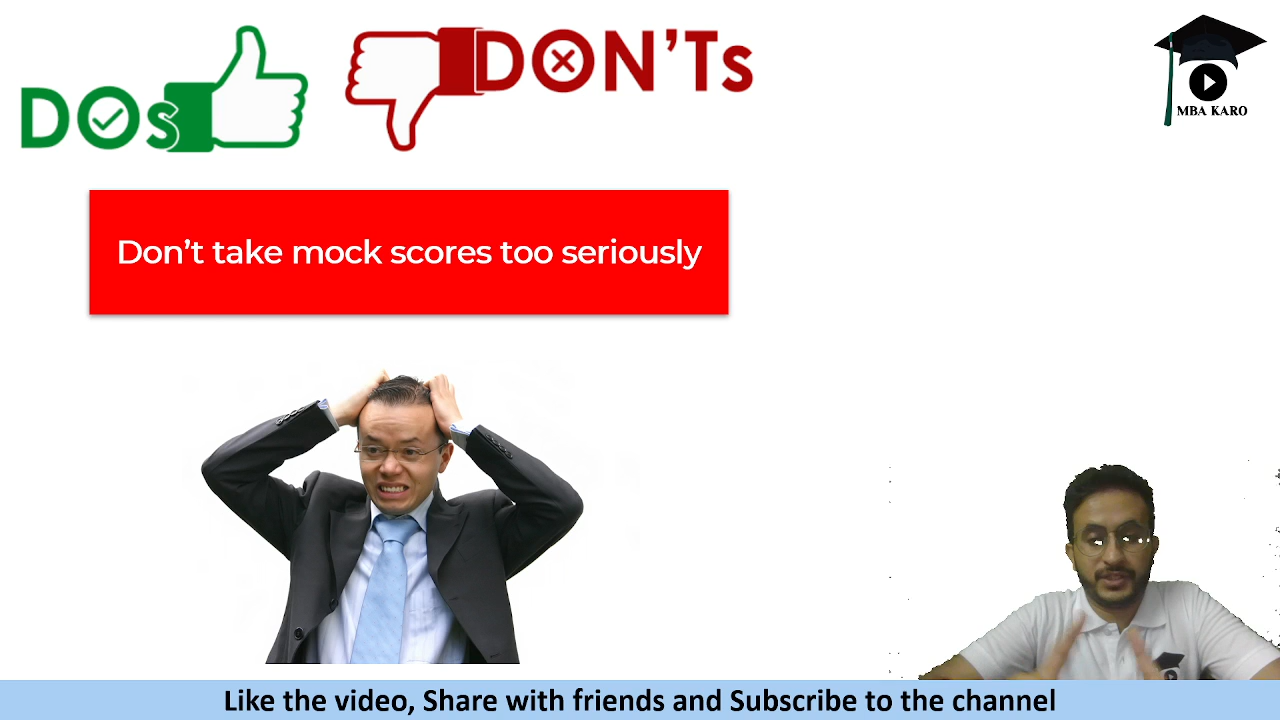 DOs
DON'Ts
MBA KARO
Don't take mock scores too seriously
Like the video, Share with friends and Subscribe to the channel